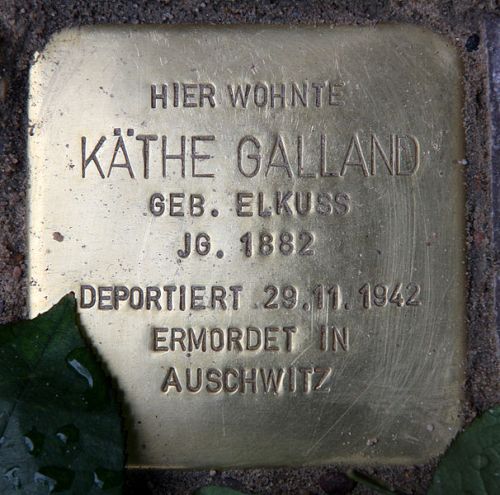 HIER WOHNTE
KÄTHE GALLAND
GEB. ELKUSS
JG. 1882
DEPORTIERT 29.11.1942
ERMORDET IN
AUSCHWITZ